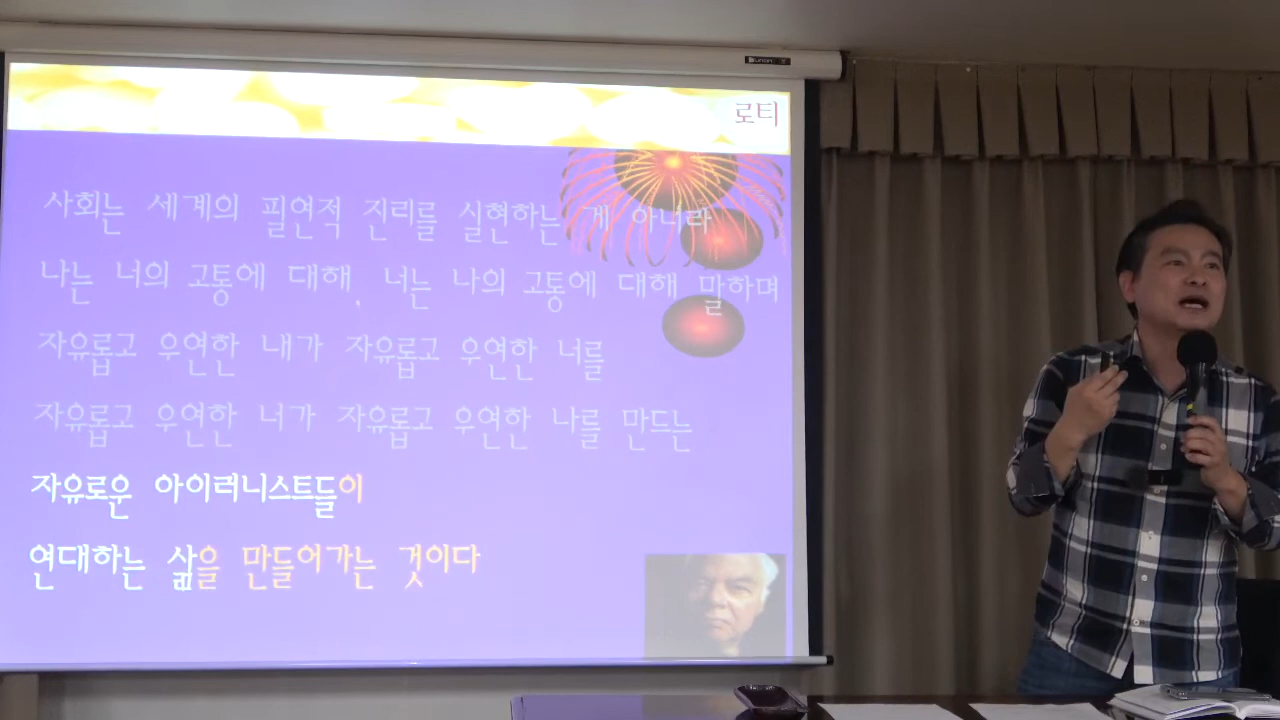 로티
사회는 세계의 필연적 진리를 실현하는 게 아니라
나는 너의 고통에 대해, 너는 나의 고통에 대해 말하며
자유롭고 우연한 내가 자유롭고 우연한 너를
자유롭고 우연한 너가 자유롭고 우연한 나를 만드는
자유로운 아이러니스트들이
연대하는 삶을 만들어가는 것이다